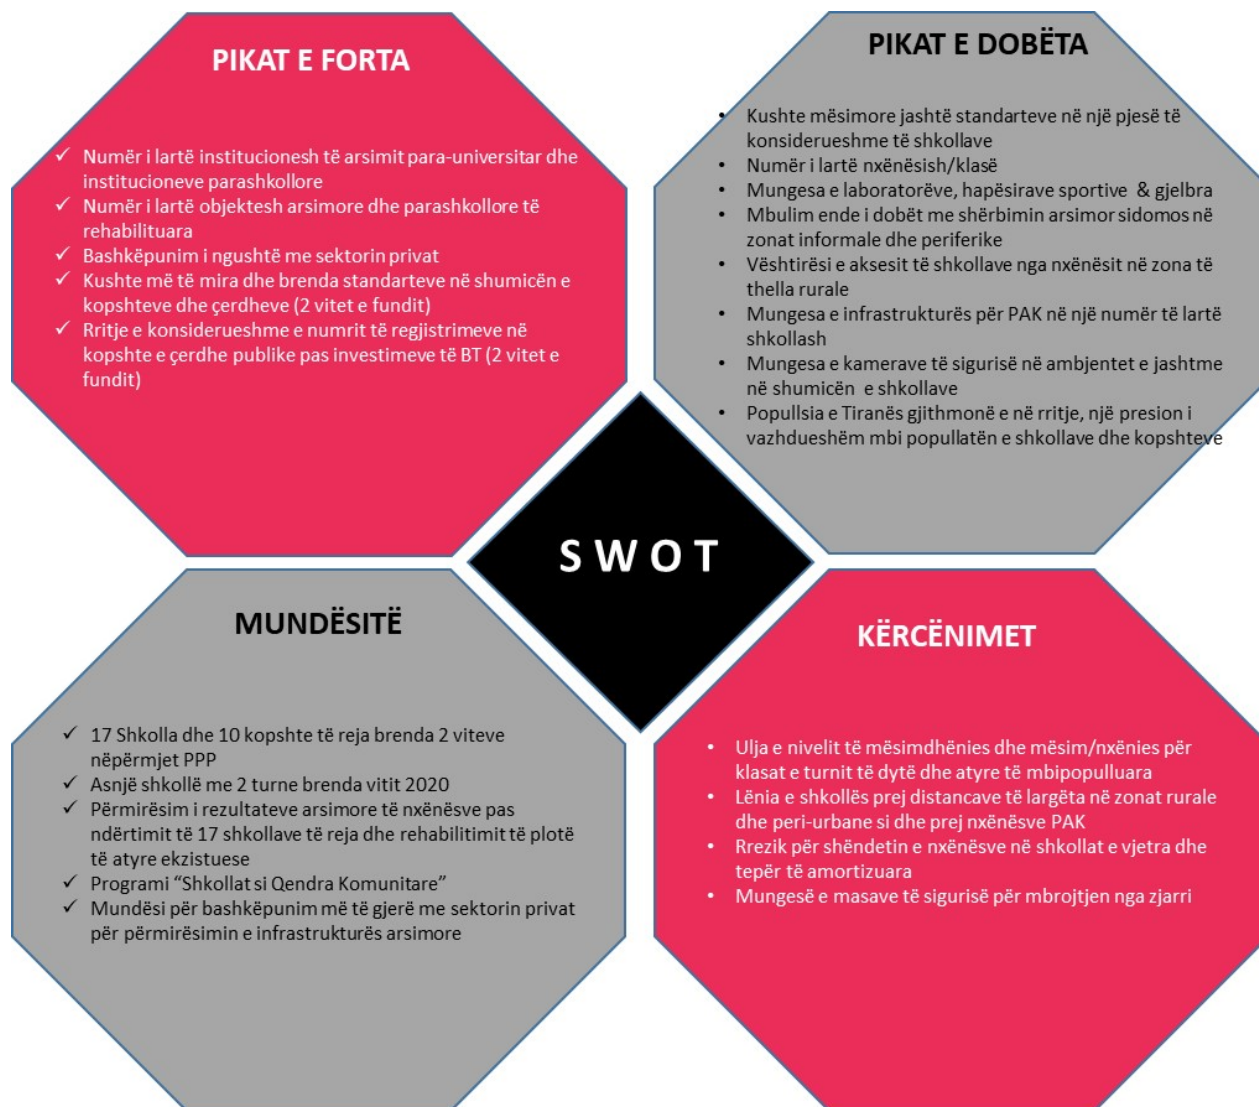 PIKAT E FORTA
✓ Numër i lartë institucionesh të arsimit para-universitar dhe
institucioneve parashkollore
✓ Numër i lartë objektesh arsimore dhe parashkollore të
rehabilituara
✓ Bashkëpunim i ngushtë me sektorin privat
✓ Kushte më të mira dhe brenda standarteve në shumicën e
kopshteve dhe çerdheve (2 vitet e fundit)
✓ Rritje e konsiderueshme e numrit të regjistrimeve në
kopshte e çerdhe publike pas investimeve të BT (2 vitet e
fundit)
PIKAT E DOBËTA
• Kushte mësimore jashtë standarteve në një pjesë të
konsiderueshme të shkollave
• Numër i lartë nxënësish/klasë
• Mungesa e laboratorëve, hapësirave sportive & gjelbra
• Mbulim ende i dobët me shërbimin arsimor sidomos në
zonat informale dhe periferike
• Vështirësi e aksesit të shkollave nga nxënësit në zona të
thella rurale
• Mungesa e infrastrukturës për PAK në një numër të lartë
shkollash
• Mungesa e kamerave të sigurisë në ambjentet e jashtme
në shumicën e shkollave
• Popullsia e Tiranës gjithmonë e në rritje, një presion i
vazhdueshëm mbi popullatën e shkollave dhe kopshteve
S W O T
MUNDËSITË
✓ 17 Shkolla dhe 10 kopshte të reja brenda 2 viteve
nëpërmjet PPP
✓ Asnjë shkollë me 2 turne brenda vitit 2020
✓ Përmirësim i rezultateve arsimore të nxënësve pas
ndërtimit të 17 shkollave të reja dhe rehabilitimit të plotë
të atyre ekzistuese
✓ Programi “Shkollat si Qendra Komunitare”
✓ Mundësi për bashkëpunim më të gjerë me sektorin privat
për përmirësimin e infrastrukturës arsimore
KËRCËNIMET
• Ulja e nivelit të mësimdhënies dhe mësim/nxënies për
klasat e turnit të dytë dhe atyre të mbipopulluara
• Lënia e shkollës prej distancave të largëta në zonat rurale
dhe peri-urbane si dhe prej nxënësve PAK
• Rrezik për shëndetin e nxënësve në shkollat e vjetra dhe
tepër të amortizuara
• Mungesë e masave të sigurisë për mbrojtjen nga zjarri